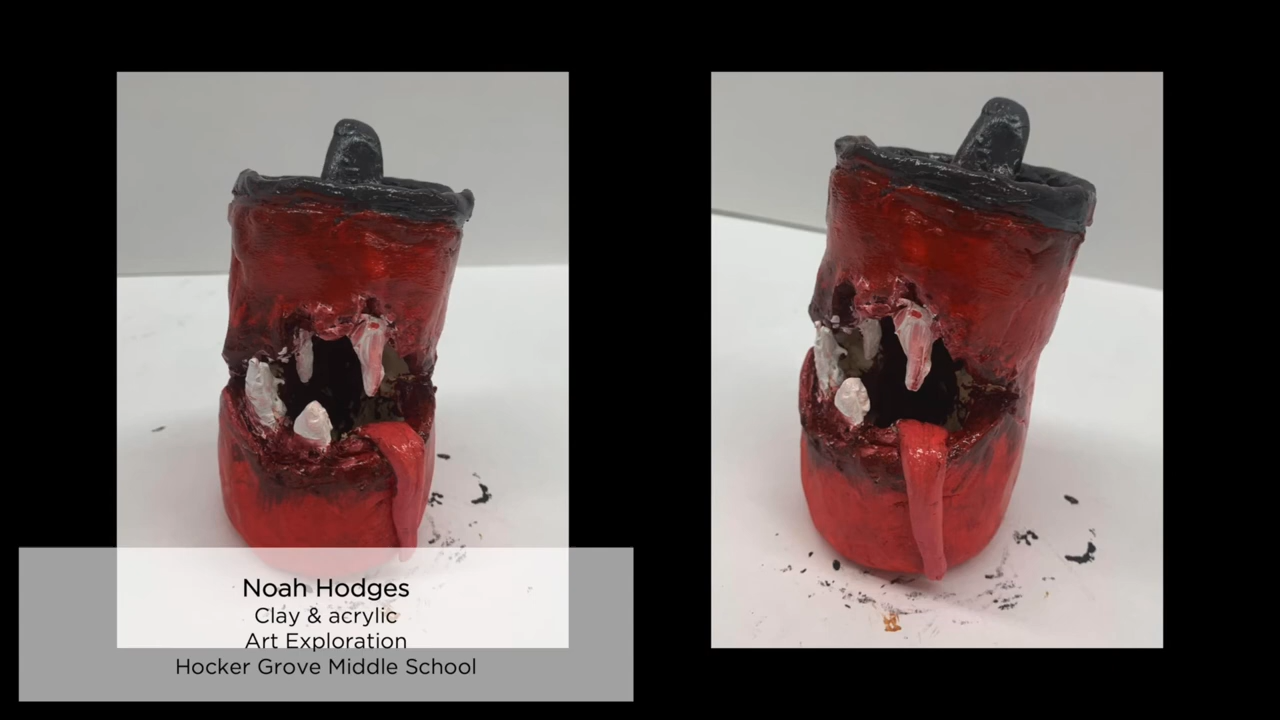 Noah Hodges
Clay & acrylic
Art Exploration
Hocker Grove Middle School